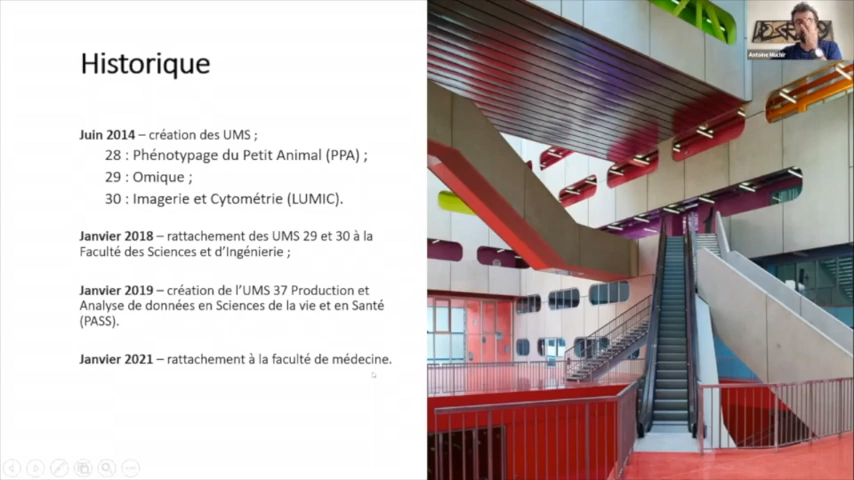 Historique
Juin 2014 – création des UMS ;
28 : Phénotypage du Petit Animal (PPA) ;
29 : Omique ;
30 : Imagerie et Cytométrie (LUMIC).
Janvier 2018 – rattachement des UMS 29 et 30 à la
Faculté des Sciences et d'Ingénierie ;
Janvier 2019 – création de l'UMS 37 Production et
Analyse de données en Sciences de la vie et en Santé
(PASS).
Janvier 2021 – rattachement à la faculté de médecine.
Antoine